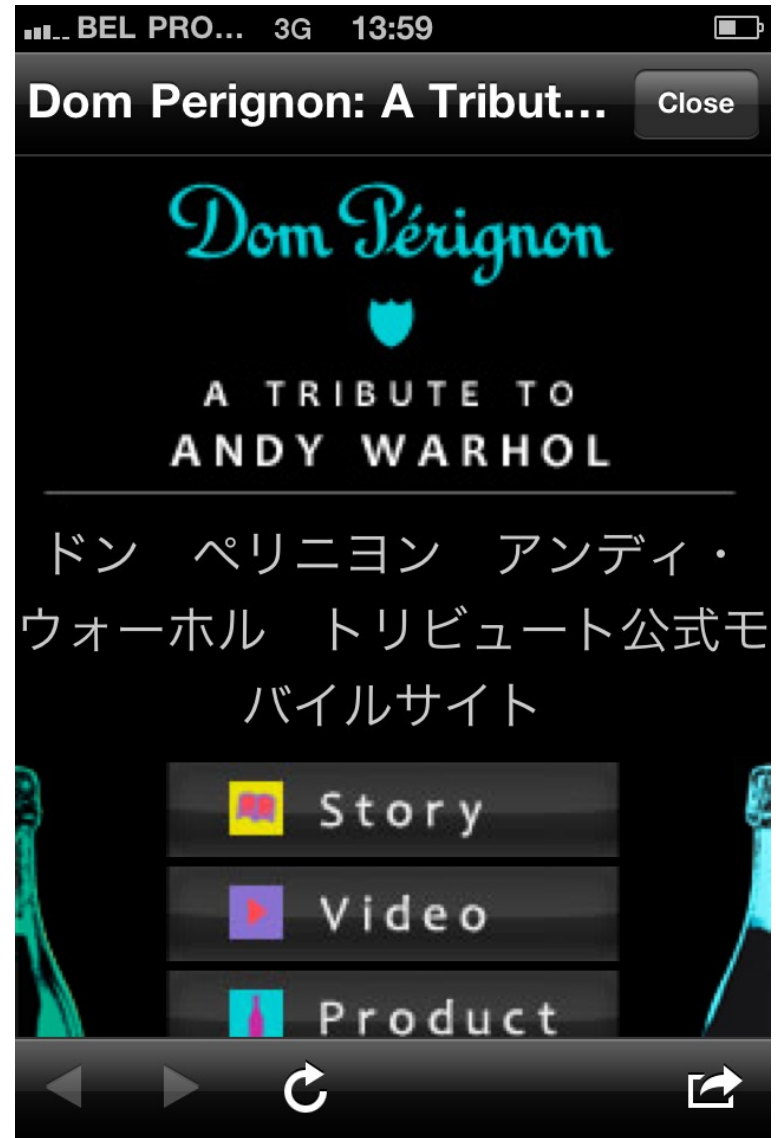 BEL PRO... 3G 13:59
Dom Perignon: A Tribut... Close
Dom Pérignon
A TRIBUTE TO
ANDY WARHOL
ドン　ペリニヨン　アンディ・
ウォーホル　トリビュート公式モ
バイルサイト
Story
Video
Product